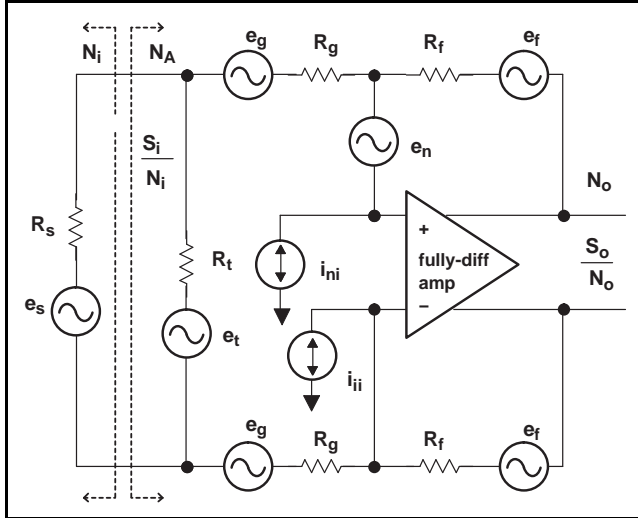 Ni
NA
eg
Rg
Rf
ef
Si
Ni
en
No
Rs
Rt
+
fully-diff
amp
−
So
No
ini
es
et
iii
eg
Rg
Rf
ef